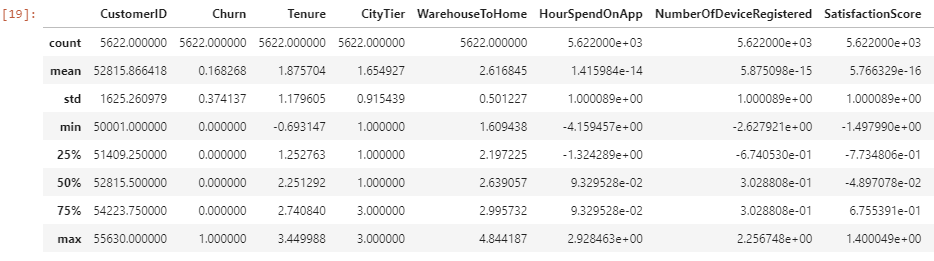 [19]: CustomerID Churn Tenure CityTier WarehouseToHome HourSpendOnApp NumberOfDeviceRegistered SatisfactionScore
count 5622.000000 5622.000000 5622.000000 5622.000000 5622.000000 5.622000e+03 5.622000e+03 5.622000e+03
mean 52815.866418 0.168268 1.875704 1.654927 2.616845 1.415984e-14 5.875098e-15 5.766329e-16
std 1625.260979 0.374137 1.179605 0.915439 0.501227 1.000089e+00 1.000089e+00 1.000089e+00
min 50001.000000 0.000000 -0.693147 1.000000 1.609438 -4.159457e+00 -2.627921e+00 -1.497990e+00
25% 51409.250000 0.000000 1.252763 1.000000 2.197225 -1.324289e+00 -6.740530e-01 -7.734806e-01
50% 52815.500000 0.000000 2.251292 1.000000 2.639057 9.329528e-02 3.028808e-01 -4.897078e-02
75% 54223.750000 0.000000 2.740840 3.000000 2.995732 9.329528e-02 3.028808e-01 6.755391e-01
max 55630.000000 1.000000 3.449988 3.000000 4.844187 2.928463e+00 2.256748e+00 1.400049e+00